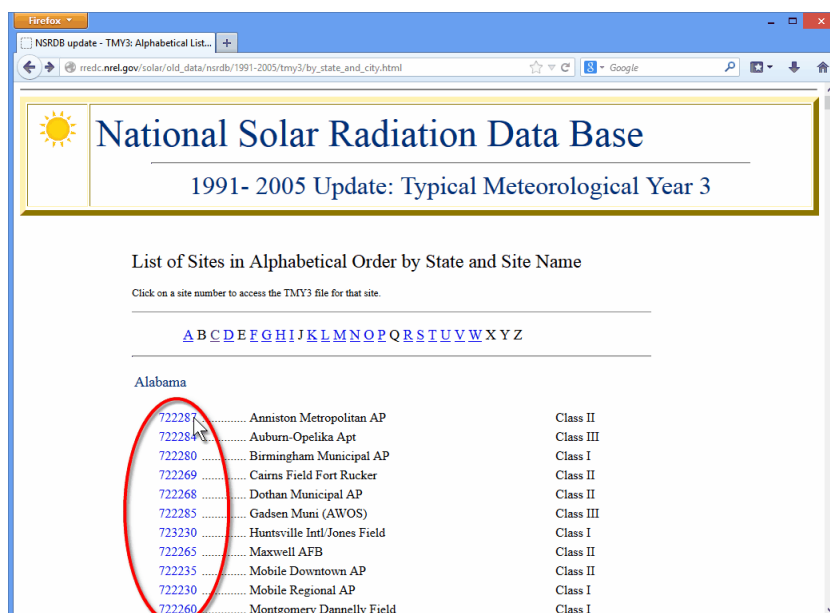 Firefox
NSRDB update - TMY3: Alphabetical List...
rredc.nrel.gov/solar/old_data/nsrdb/1991-2005/tmy3/by_state_and_city.html
Google
National Solar Radiation Data Base
1991- 2005 Update: Typical Meteorological Year 3
List of Sites in Alphabetical Order by State and Site Name
Click on a site number to access the TMY3 file for that site.
A B C D E F G H I J K L M N O P Q R S T U V W X Y Z
Alabama
722287 .............. Anniston Metropolitan AP Class II
722284 .............. Auburn-Opelika Apt Class III
722280 .............. Birmingham Municipal AP Class I
722269 .............. Cairns Field Fort Rucker Class II
722268 .............. Dothan Municipal AP Class II
722285 .............. Gadsen Muni (AWOS) Class III
723230 .............. Huntsville Intl/Jones Field Class I
722265 .............. Maxwell AFB Class II
722235 .............. Mobile Downtown AP Class II
722230 .............. Mobile Regional AP Class I
722260 .............. Montgomery Dannelly Field Class I